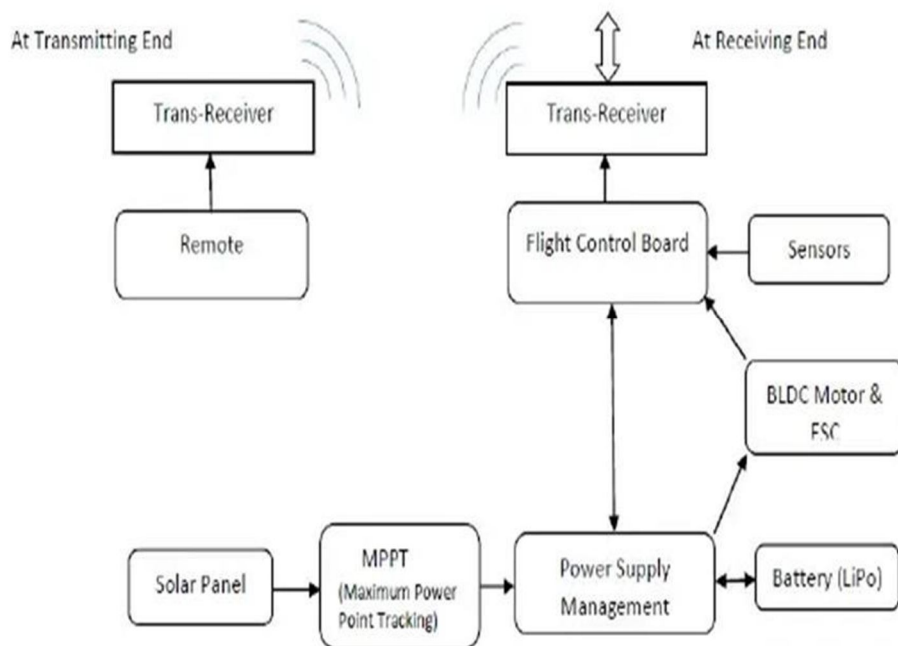 At Transmitting End
At Receiving End
Trans-Receiver
Trans-Receiver
Remote
Flight Control Board
Sensors
BLDC Motor &
ESC
Solar Panel
MPPT
(Maximum Power
Point Tracking)
Power Supply
Management
Battery (LiPo)